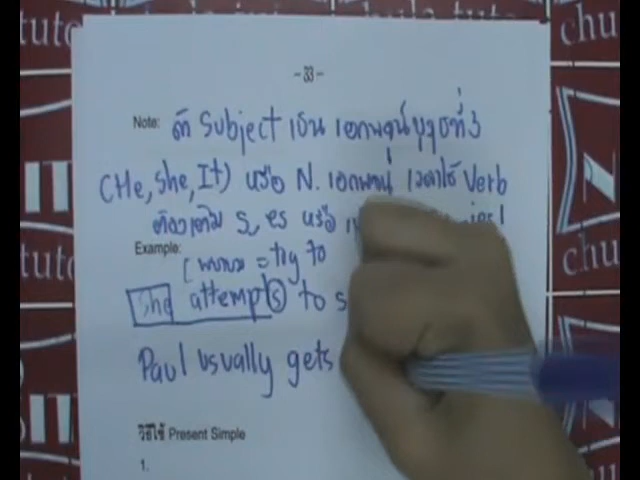 - 33 -
Note: ถ้า Subject เป็น เอกพจน์บุรุษที่ 3
(He, She, It) หรือ N. เอกพจน์ เวลาใช้ Verb
ต้องเติม s, es หรือ
Example:
[พยายาม = try to
She attempt(s) to s
Paul usually gets
วิธีใช้ Present Simple
1.